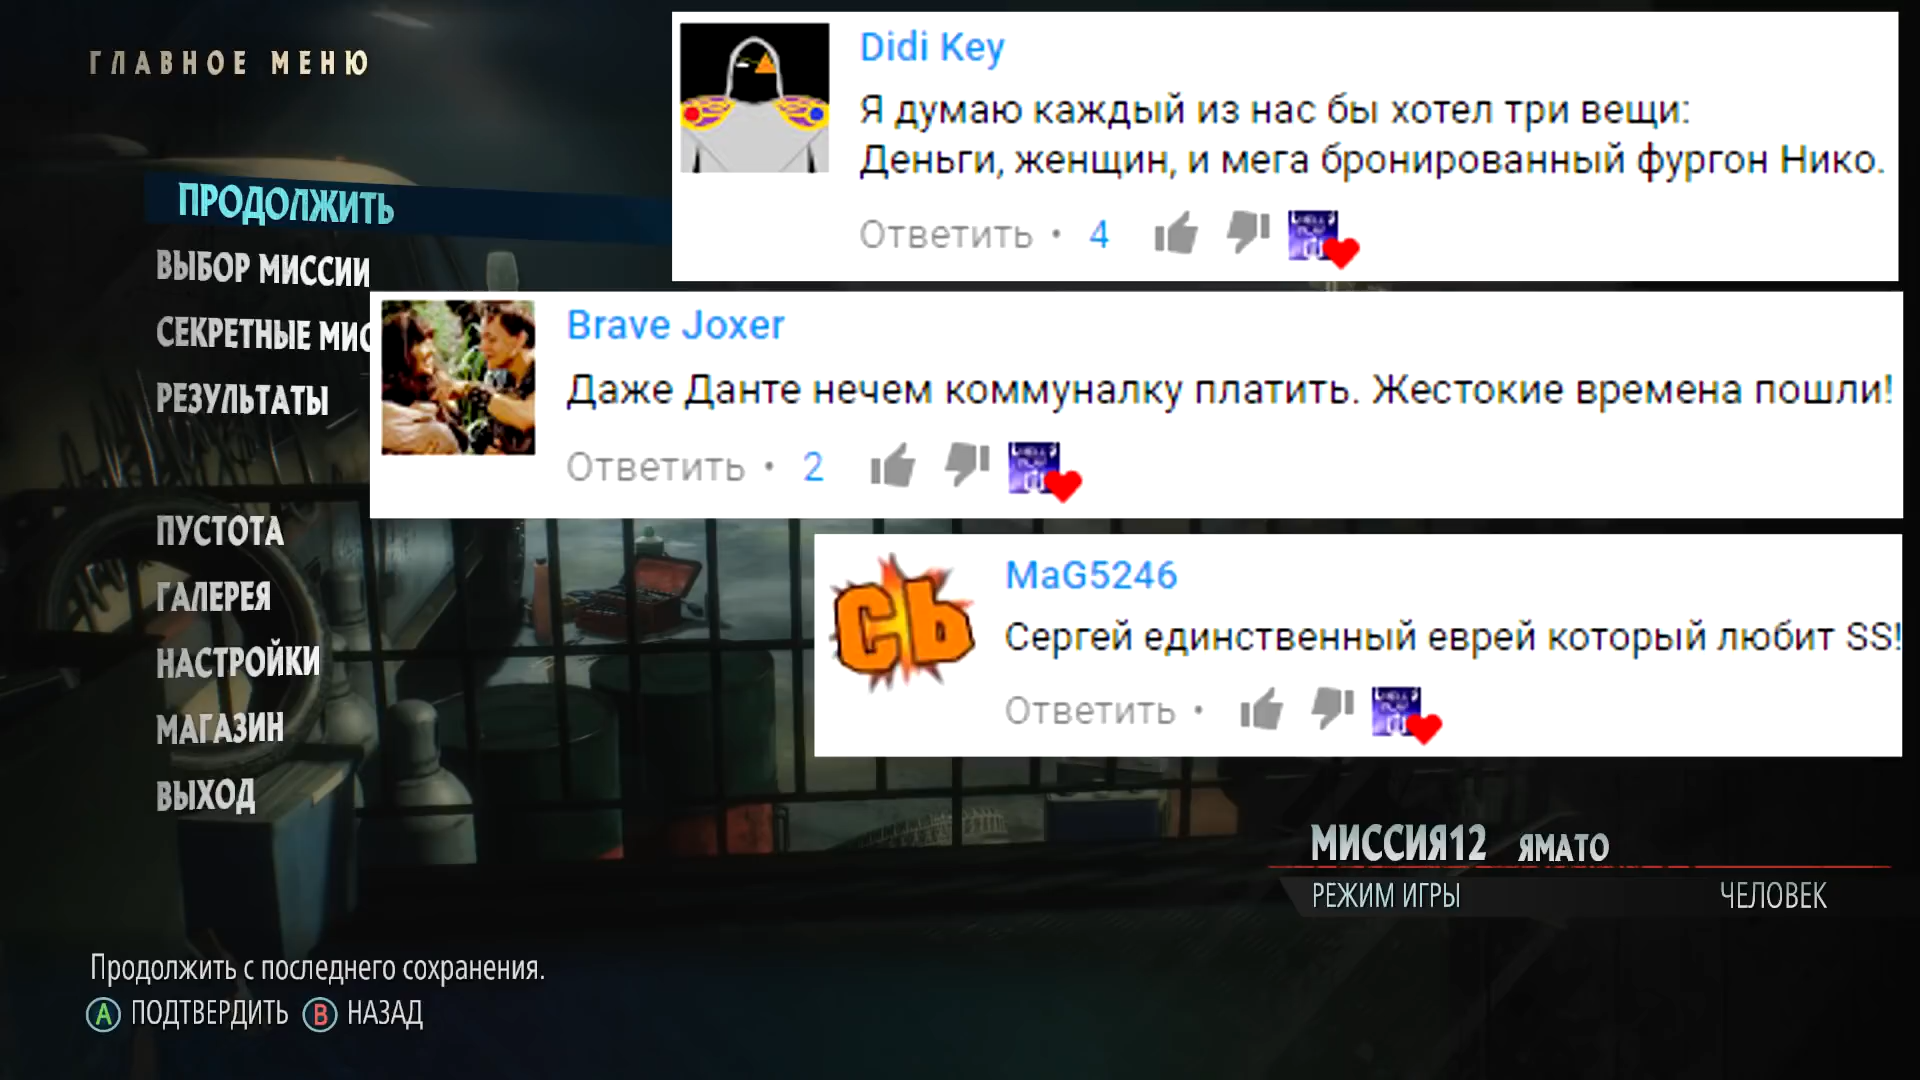 ГЛАВНОЕ МЕНЮ
ПРОДОЛЖИТЬ
ВЫБОР МИССИИ
СЕКРЕТНЫЕ МИС
РЕЗУЛЬТАТЫ
ПУСТОТА
ГАЛЕРЕЯ
НАСТРОЙКИ
МАГАЗИН
ВЫХОД
Didi Key
Я думаю каждый из нас бы хотел три вещи:
Деньги, женщин, и мега бронированный фургон Нико.
Ответить • 4
Brave Joxer
Даже Данте нечем коммуналку платить. Жестокие времена пошли!
Ответить • 2
СЬ
MaG5246
Сергей единственный еврей который любит SS!
Ответить •
МИССИЯ12 ЯМАТО
РЕЖИМ ИГРЫ ЧЕЛОВЕК
Продолжить с последнего сохранения.
A ПОДТВЕРДИТЬ B НАЗАД